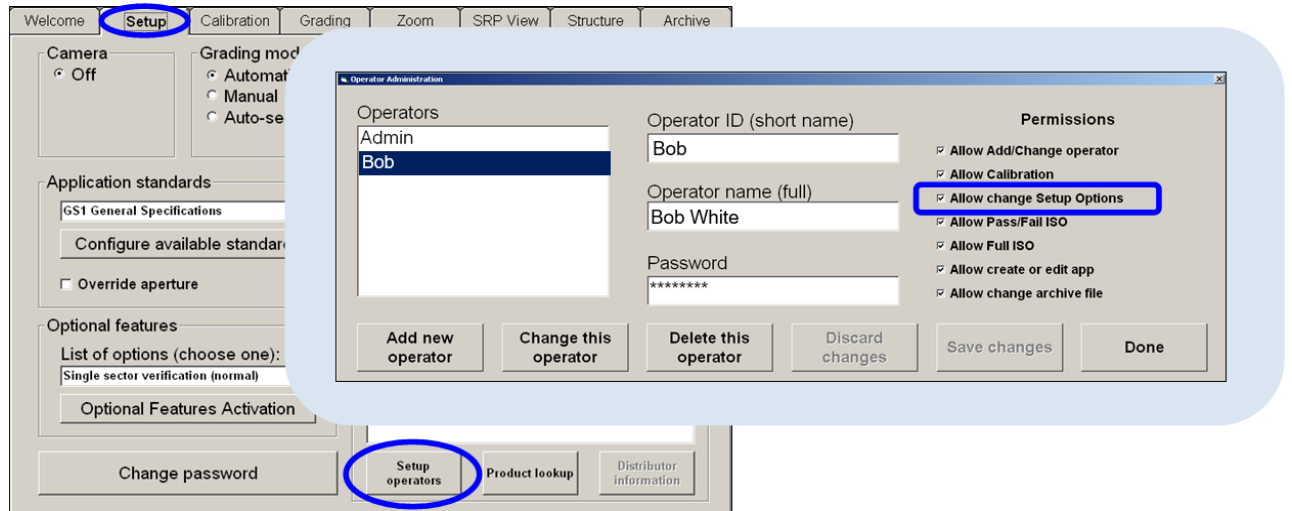 Welcome Setup Calibration Grading Zoom SRP View Structure Archive
Camera
Off
Grading mod
Automat
Manual
Auto-se
Application standards
GS1 General Specifications
Configure available standar
Override aperture
Optional features
List of options (choose one):
Single sector verification (normal)
Optional Features Activation
Change password
Setup
operators
Product lookup
Distributor
information
Operator Administration
Operators
Admin
Bob
Operator ID (short name)
Bob
Operator name (full)
Bob White
Password
********
Permissions
Allow Add/Change operator
Allow Calibration
Allow change Setup Options
Allow Pass/Fail ISO
Allow Full ISO
Allow create or edit app
Allow change archive file
Add new
operator
Change this
operator
Delete this
operator
Discard
changes
Save changes
Done